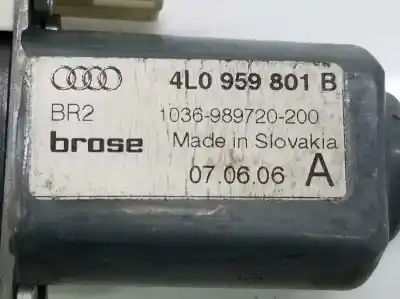 4L0 959 801 B
BR2 1036-989720-200
brose Made in Slovakia
07.06.06 A